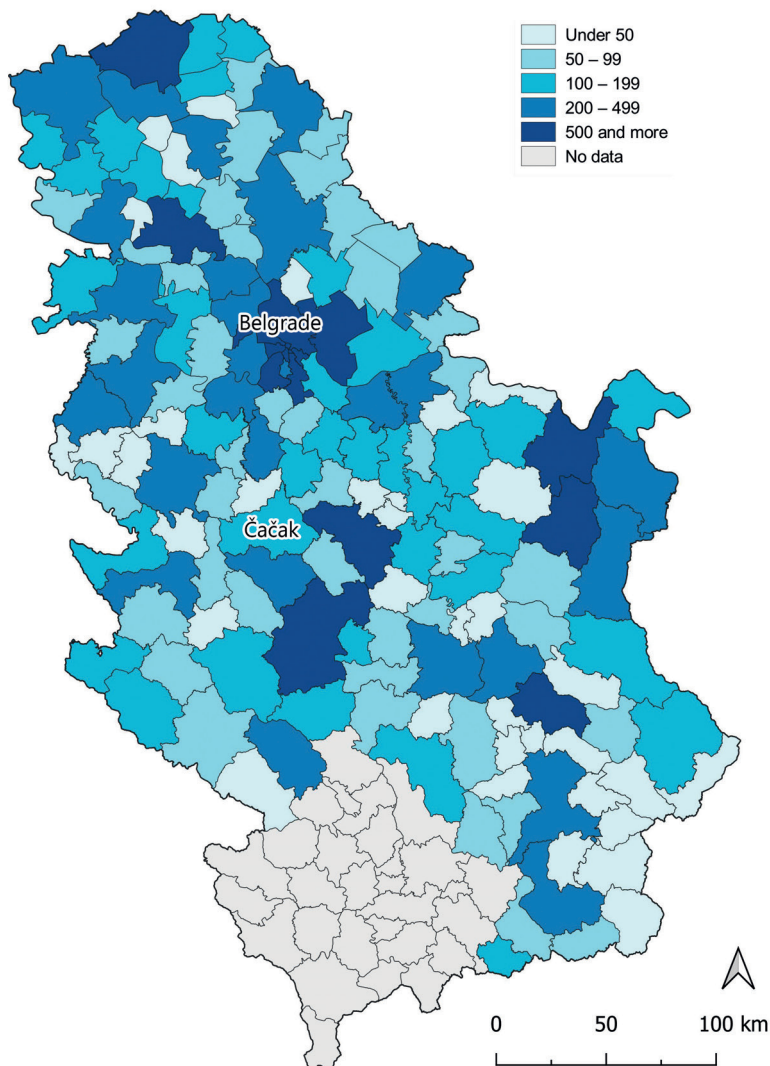 Under 50
50 – 99
100 – 199
200 – 499
500 and more
No data
Belgrade
Čačak
0 50 100 km